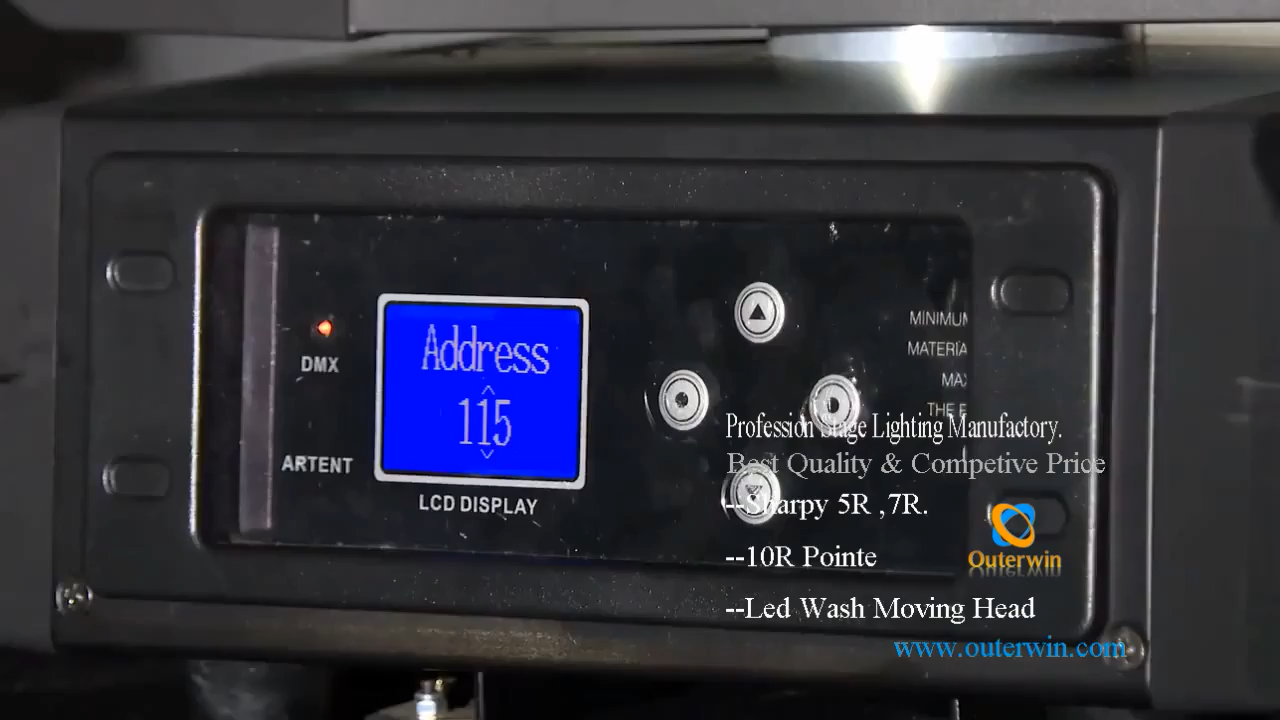 Address
115
DMX
ARTENT
LCD DISPLAY
MINIMUM
MATERIA
MAX
THE E
Profession Stage Lighting Manufactory.
Best Quality & Competive Price
--Sharpy 5R ,7R.
--10R Pointe
--Led Wash Moving Head
Outerwin
www.outerwin.com